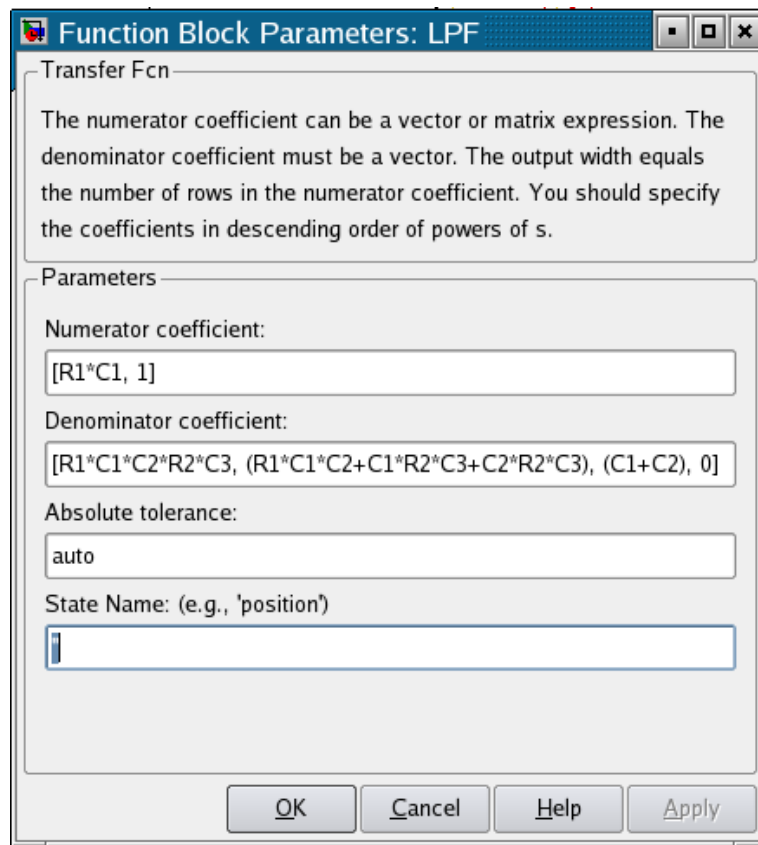 Function Block Parameters: LPF
Transfer Fcn
The numerator coefficient can be a vector or matrix expression. The
denominator coefficient must be a vector. The output width equals
the number of rows in the numerator coefficient. You should specify
the coefficients in descending order of powers of s.
Parameters
Numerator coefficient:
[R1*C1, 1]
Denominator coefficient:
[R1*C1*C2*R2*C3, (R1*C1*C2+C1*R2*C3+C2*R2*C3), (C1+C2), 0]
Absolute tolerance:
auto
State Name: (e.g., 'position')
OK Cancel Help Apply